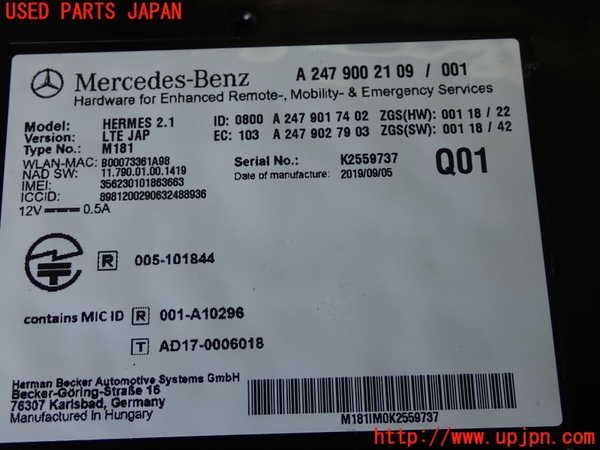 USED PARTS JAPAN
Mercedes-Benz A 247 900 21 09 / 001
Hardware for Enhanced Remote-, Mobility- & Emergency Services
Model: HERMES 2.1 ID: 0800 A 247 901 74 02 ZGS(HW): 001 18 / 22
Version: LTE JAP EC: 103 A 247 902 79 03 ZGS(SW): 001 18 / 42
Type No.: M181
WLAN-MAC: B00073361A98 Serial No.: K2559737 Q01
NAD SW: 11.790.01.00.1419 Date of manufacture: 2019/09/05
IMEI: 356230101863663
ICCID: 8981200290632488936
12V 0.5A
R 005-101844
contains MIC ID R 001-A10296
T AD17-0006018
Herman Becker Automotive Systems GmbH
Becker-Göring-Straße 16
76307 Karlsbad, Germany
Manufactured in Hungary M181IM0K2559737
http://www.upjpn.com/